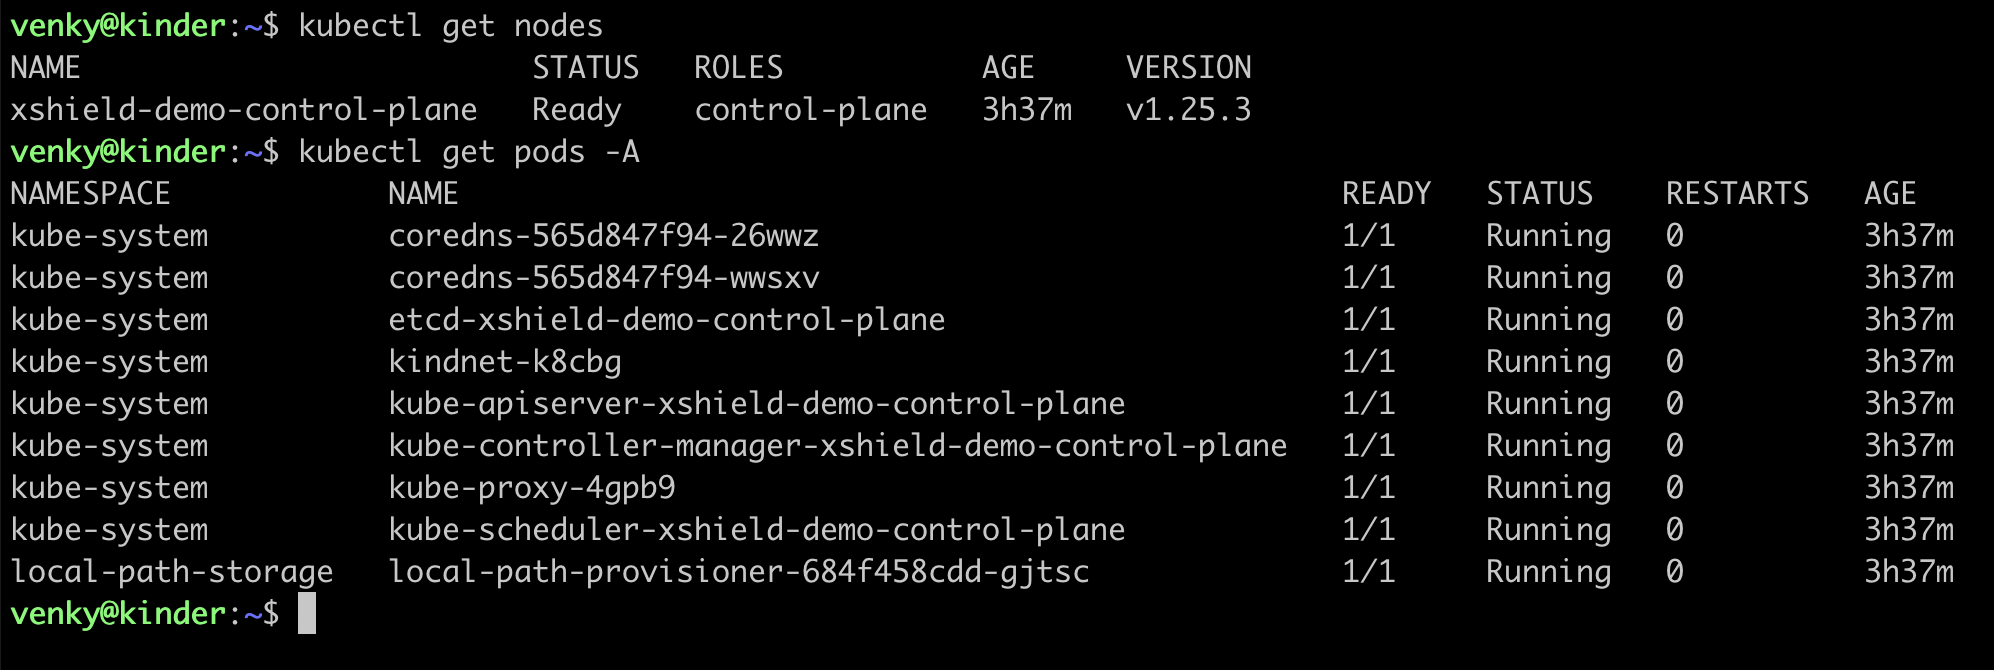 venky@kinder:~$ kubectl get nodes
NAME                         STATUS   ROLES           AGE     VERSION
xshield-demo-control-plane   Ready    control-plane   3h37m   v1.25.3
venky@kinder:~$ kubectl get pods -A
NAMESPACE            NAME                                                 READY   STATUS    RESTARTS   AGE
kube-system          coredns-565d847f94-26wwz                             1/1     Running   0          3h37m
kube-system          coredns-565d847f94-wwsxv                             1/1     Running   0          3h37m
kube-system          etcd-xshield-demo-control-plane                      1/1     Running   0          3h37m
kube-system          kindnet-k8cbg                                        1/1     Running   0          3h37m
kube-system          kube-apiserver-xshield-demo-control-plane            1/1     Running   0          3h37m
kube-system          kube-controller-manager-xshield-demo-control-plane   1/1     Running   0          3h37m
kube-system          kube-proxy-4gpb9                                     1/1     Running   0          3h37m
kube-system          kube-scheduler-xshield-demo-control-plane            1/1     Running   0          3h37m
local-path-storage   local-path-provisioner-684f458cdd-gjtsc              1/1     Running   0          3h37m
venky@kinder:~$